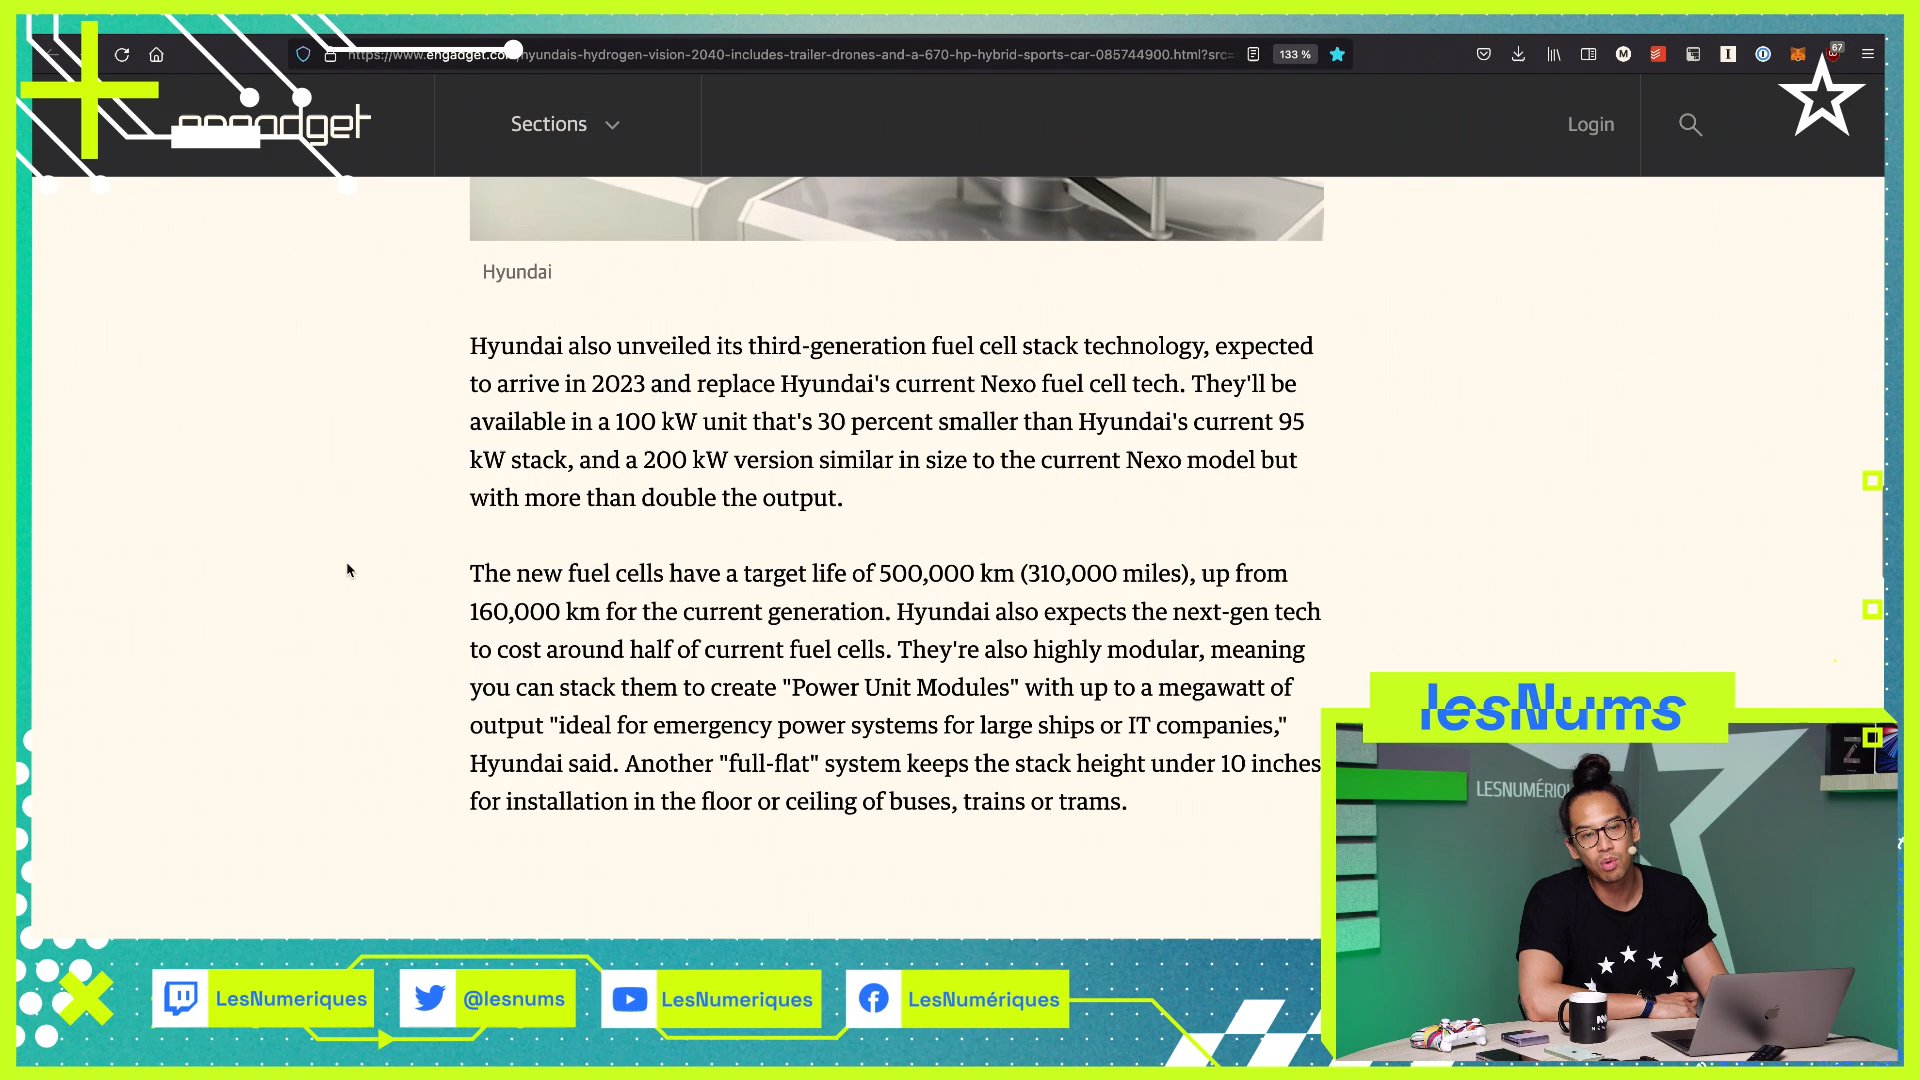 https://www.engadget.com/hyundais-hydrogen-vision-2040-includes-trailer-drones-and-a-670-hp-hybrid-sports-car-085744900.html?src=
133 %
67
engadget
Sections
Login
Hyundai
Hyundai also unveiled its third-generation fuel cell stack technology, expected
to arrive in 2023 and replace Hyundai's current Nexo fuel cell tech. They'll be
available in a 100 kW unit that's 30 percent smaller than Hyundai's current 95
kW stack, and a 200 kW version similar in size to the current Nexo model but
with more than double the output.
The new fuel cells have a target life of 500,000 km (310,000 miles), up from
160,000 km for the current generation. Hyundai also expects the next-gen tech
to cost around half of current fuel cells. They're also highly modular, meaning
you can stack them to create "Power Unit Modules" with up to a megawatt of
output "ideal for emergency power systems for large ships or IT companies,"
Hyundai said. Another "full-flat" system keeps the stack height under 10 inches
for installation in the floor or ceiling of buses, trains or trams.
lesNums
LESNUMÉRIQU
LesNumeriques
@lesnums
LesNumeriques
LesNumériques